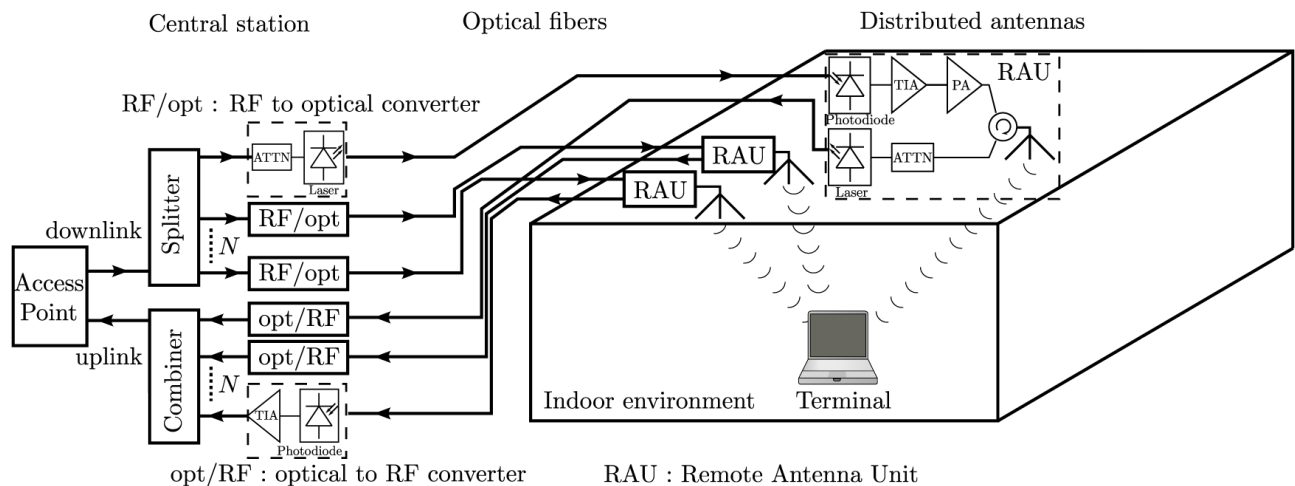 Central station
Optical fibers
Distributed antennas
RF/opt : RF to optical converter
ATTN
Laser
Photodiode
TIA
PA
RAU
Laser
ATTN
RAU
RAU
Splitter
downlink
N
RF/opt
RF/opt
Access
Point
uplink
Combiner
N
opt/RF
opt/RF
TIA
Photodiode
Indoor environment
Terminal
opt/RF : optical to RF converter
RAU : Remote Antenna Unit